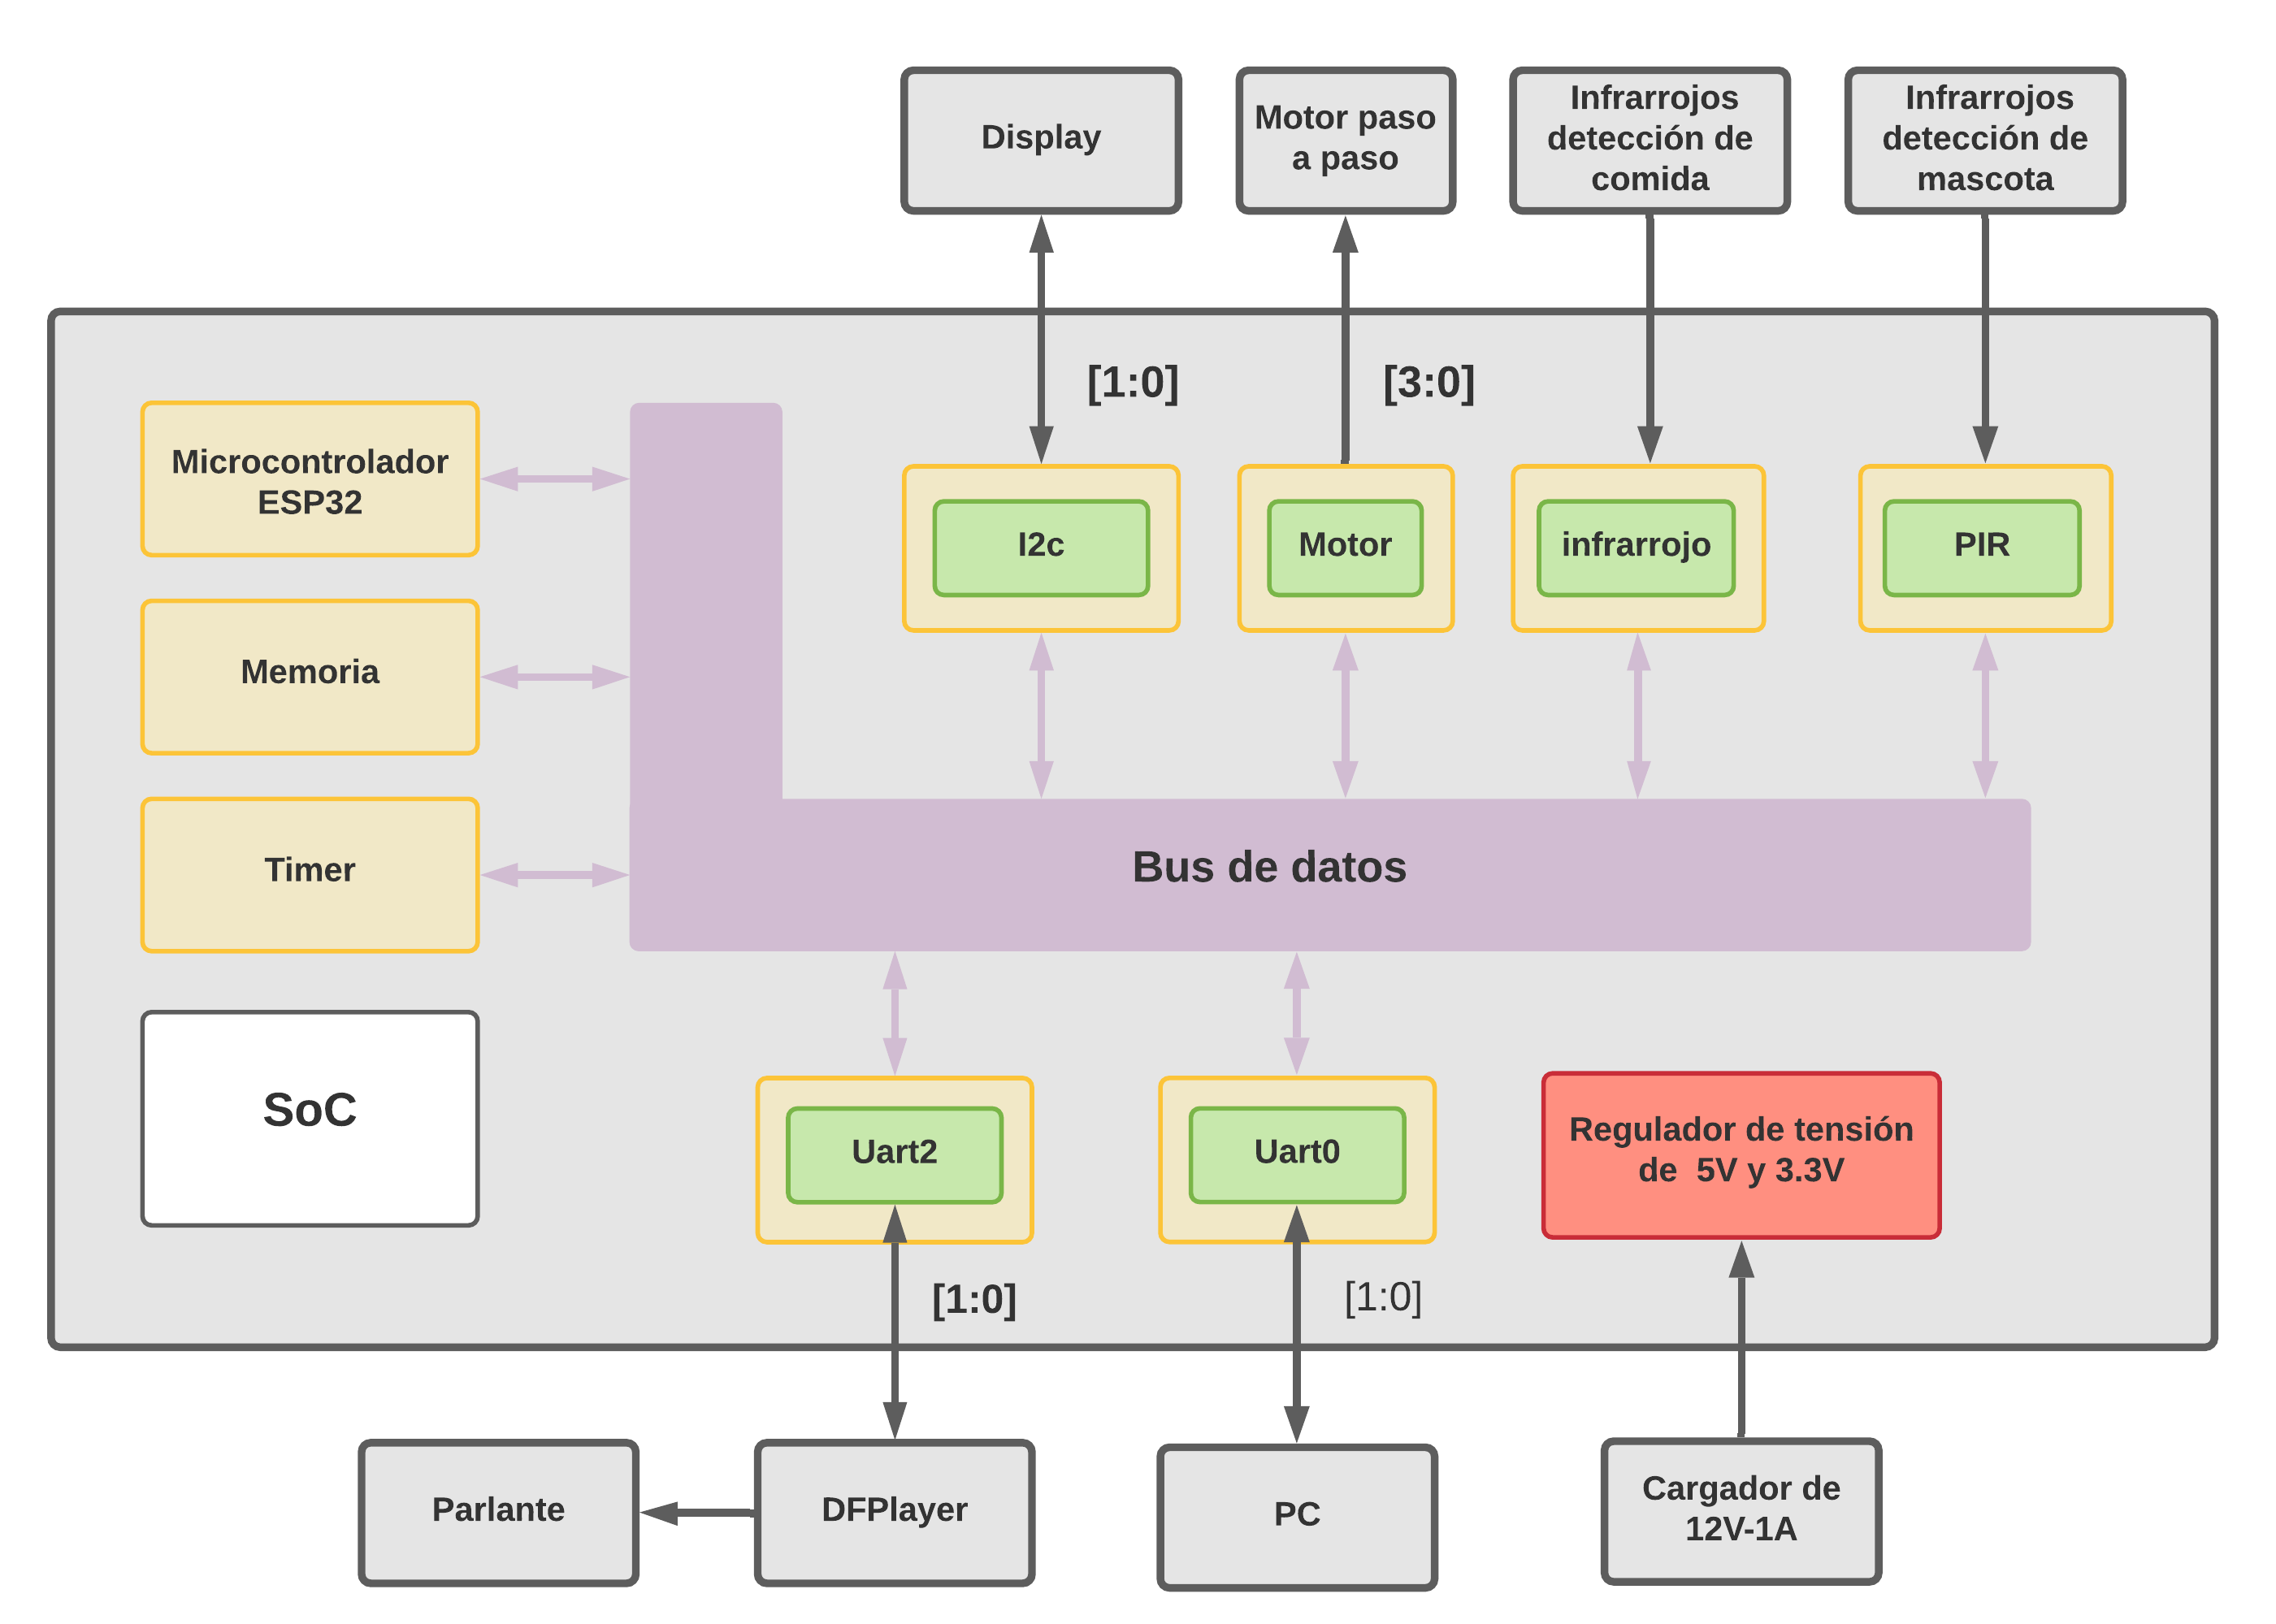 Display
Motor paso
a paso
Infrarrojos
detección de
comida
Infrarrojos
detección de
mascota
[1:0]
[3:0]
Microcontrolador
ESP32
I2c
Motor
infrarrojo
PIR
Memoria
Timer
Bus de datos
SoC
Uart2
Uart0
Regulador de tensión
de  5V y 3.3V
[1:0]
[1:0]
Parlante
DFPlayer
PC
Cargador de
12V-1A